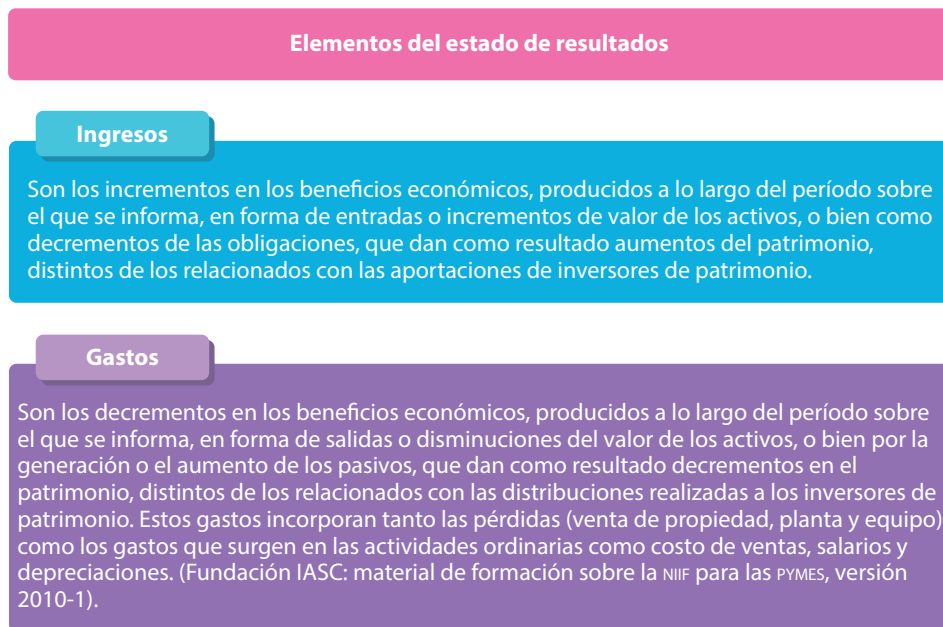 Elementos del estado de resultados
Ingresos
Son los incrementos en los beneficios económicos, producidos a lo largo del período sobre
el que se informa, en forma de entradas o incrementos de valor de los activos, o bien como
decrementos de las obligaciones, que dan como resultado aumentos del patrimonio,
distintos de los relacionados con las aportaciones de inversores de patrimonio.
Gastos
Son los decrementos en los beneficios económicos, producidos a lo largo del período sobre
el que se informa, en forma de salidas o disminuciones del valor de los activos, o bien por la
generación o el aumento de los pasivos, que dan como resultado decrementos en el
patrimonio, distintos de los relacionados con las distribuciones realizadas a los inversores de
patrimonio. Estos gastos incorporan tanto las pérdidas (venta de propiedad, planta y equipo)
como los gastos que surgen en las actividades ordinarias como costo de ventas, salarios y
depreciaciones. (Fundación IASC: material de formación sobre la NIIF para las PYMES, versión
2010-1).